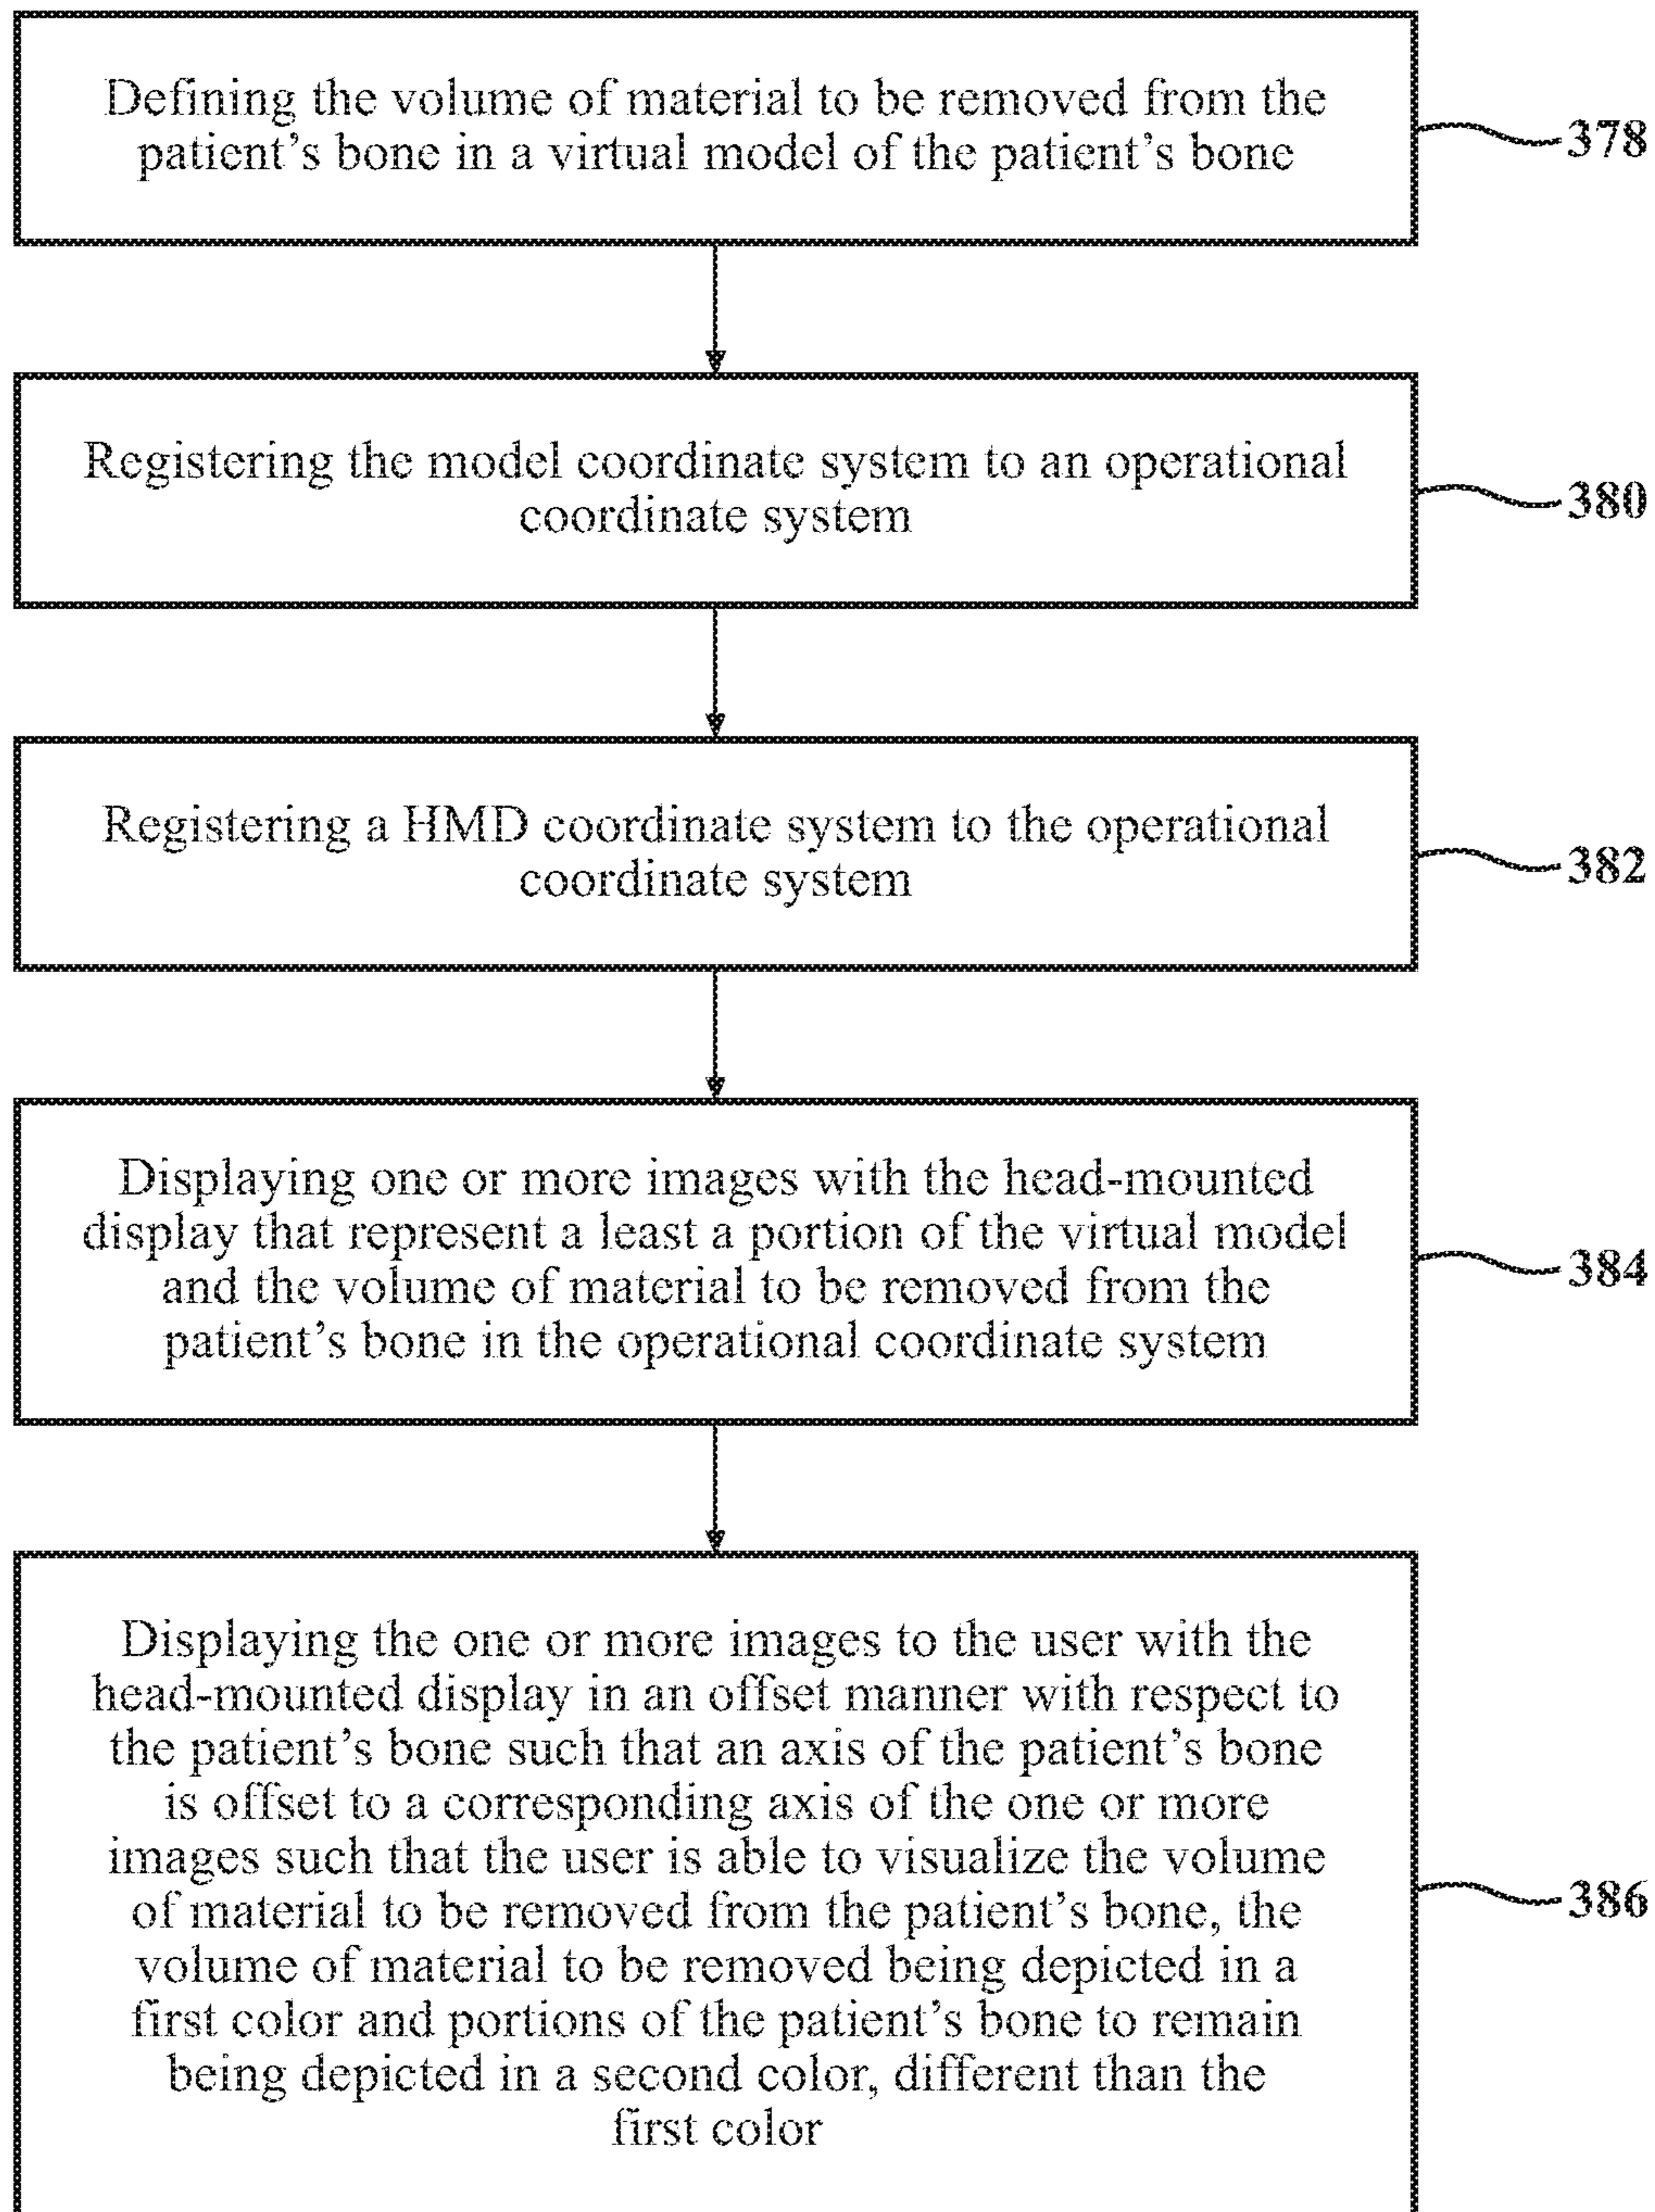 Defining the volume of material to be removed from the
patient's bone in a virtual model of the patient's bone
378
Registering the model coordinate system to an operational
coordinate system
380
Registering a HMD coordinate system to the operational
coordinate system
382
Displaying one or more images with the head-mounted
display that represent a least a portion of the virtual model
and the volume of material to be removed from the
patient's bone in the operational coordinate system
384
Displaying the one or more images to the user with the
head-mounted display in an offset manner with respect to
the patient's bone such that an axis of the patient's bone
is offset to a corresponding axis of the one or more
images such that the user is able to visualize the volume
of material to be removed from the patient's bone, the
volume of material to be removed being depicted in a
first color and portions of the patient's bone to remain
being depicted in a second color, different than the
first color
386